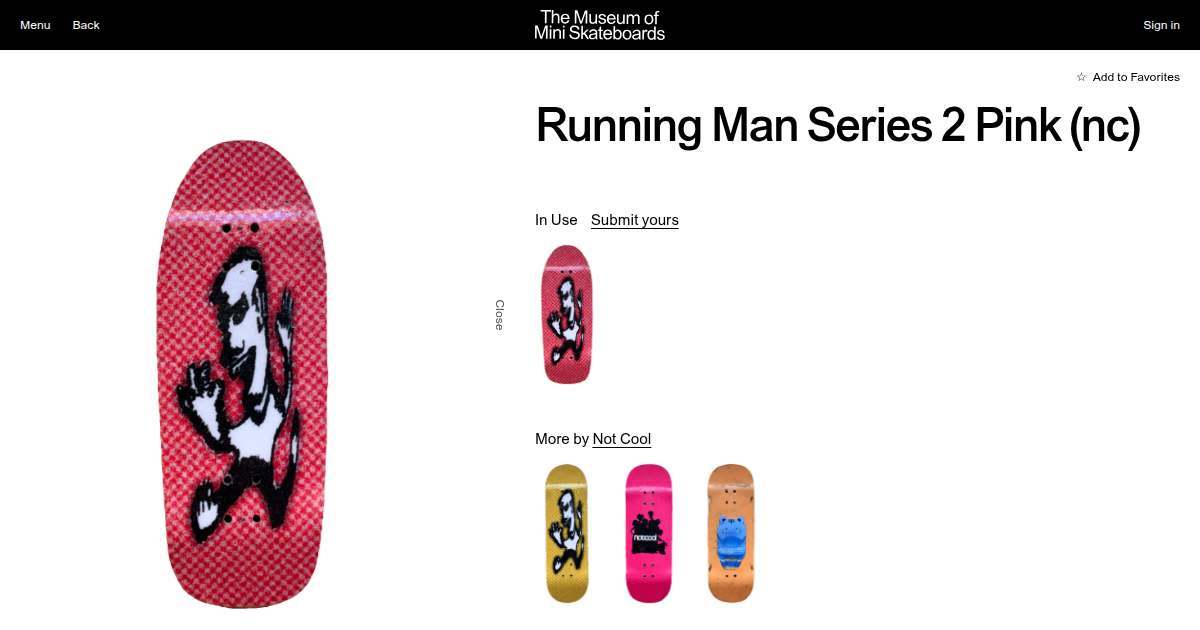 Menu
Back
The Museum of
Mini Skateboards
Sign in
☆ Add to Favorites
Running Man Series 2 Pink (nc)
In Use
Submit yours
Close
More by Not Cool
notcool